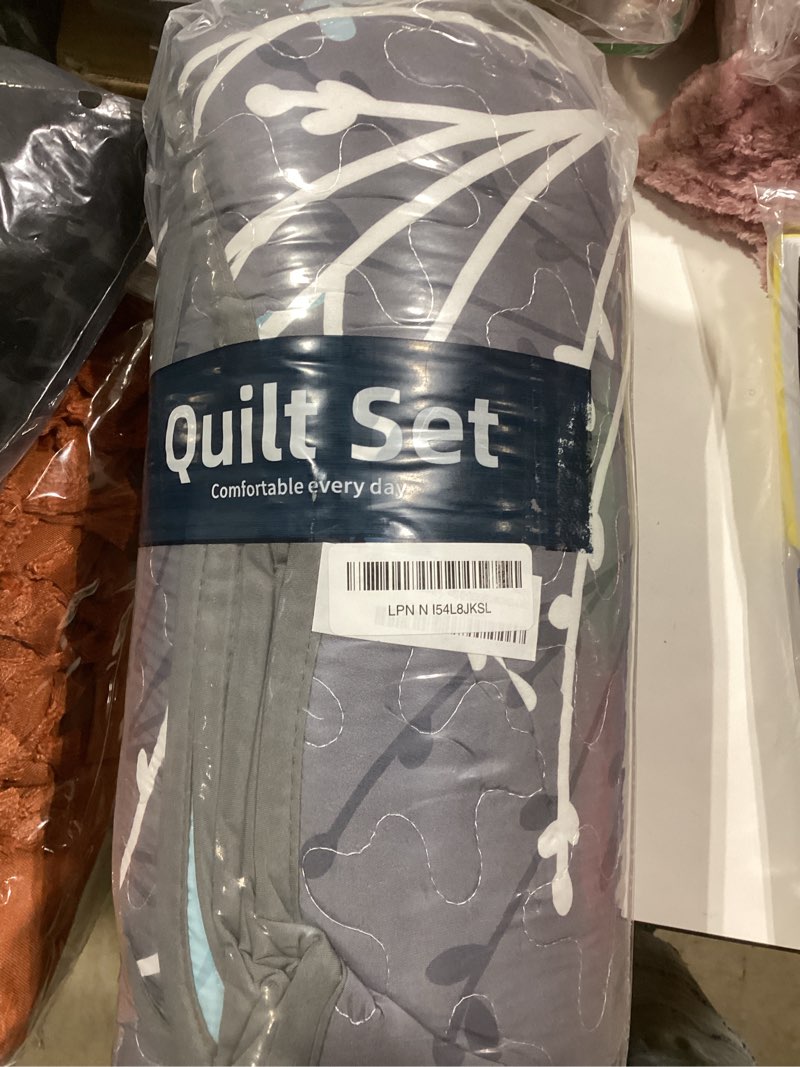 Quilt Set
Comfortable every day
LPN N I54L8JKSL